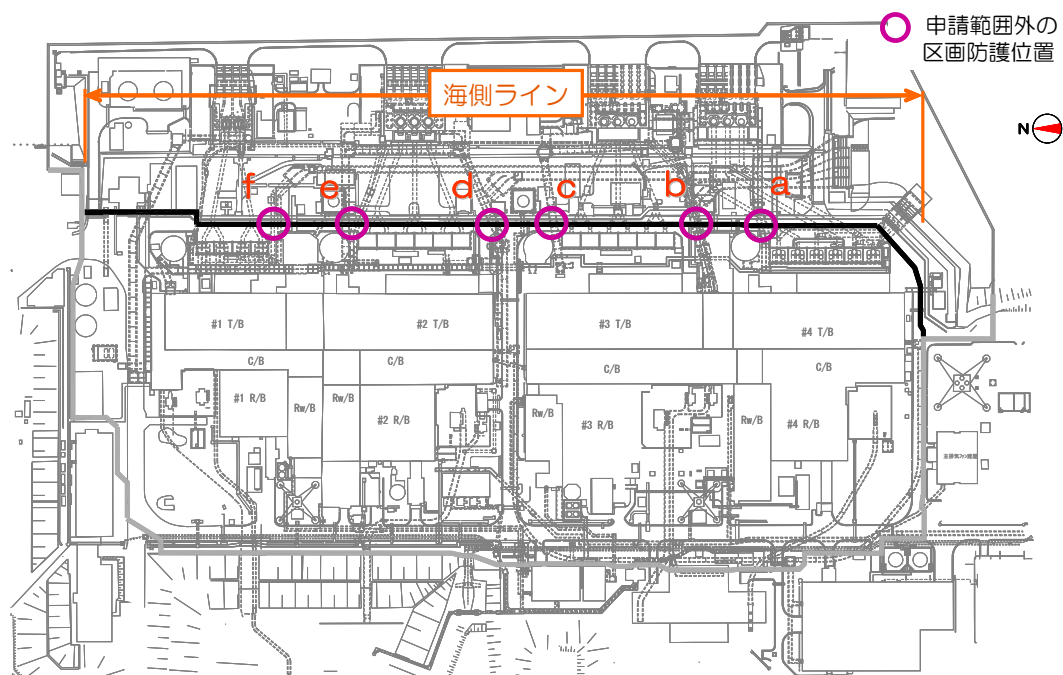 申請範囲外の
区画防護位置
海側ライン
N
f
e
d
c
b
a
#1 T/B
#2 T/B
#3 T/B
#4 T/B
C/B
C/B
C/B
C/B
#1 R/B
Rw/B
Rw/B
#2 R/B
Rw/B
#3 R/B
Rw/B
#4 R/B